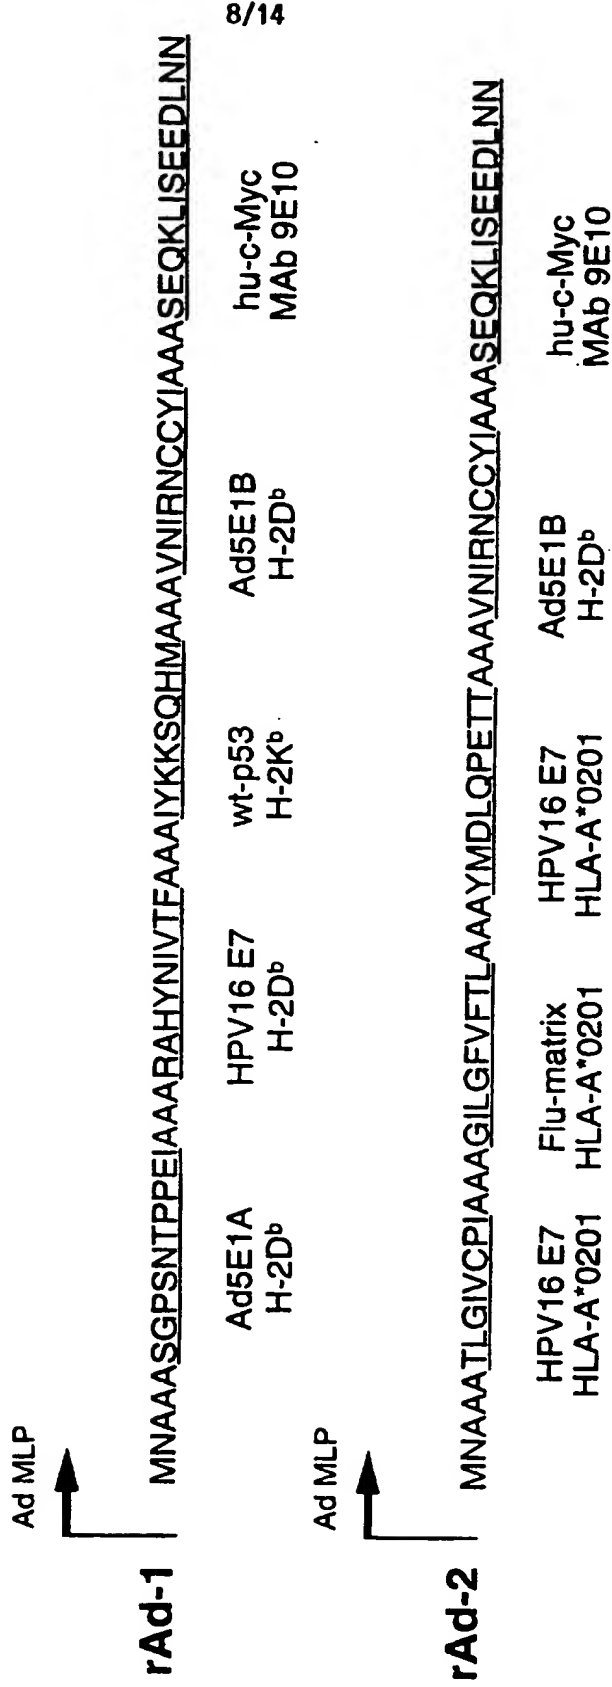 8/14
Ad MLP
rAd-1
MNAAASGPSNTPPEIAAARAHYNIVTFAAAIYKKSQHMAAAVNIRNCCYIAAASEQKLISEEDLNN
Ad5E1A
H-2Dᵇ
HPV16 E7
H-2Dᵇ
wt-p53
H-2Kᵇ
Ad5E1B
H-2Dᵇ
hu-c-Myc
MAb 9E10
Ad MLP
rAd-2
MNAAATLGIVCPIAAAGILGFVFTLAAAYMDLQPETTAAAVNIRNCCYIAAASEQKLISEEDLNN
HPV16 E7
HLA-A*0201
Flu-matrix
HLA-A*0201
HPV16 E7
HLA-A*0201
Ad5E1B
H-2Dᵇ
hu-c-Myc
MAb 9E10